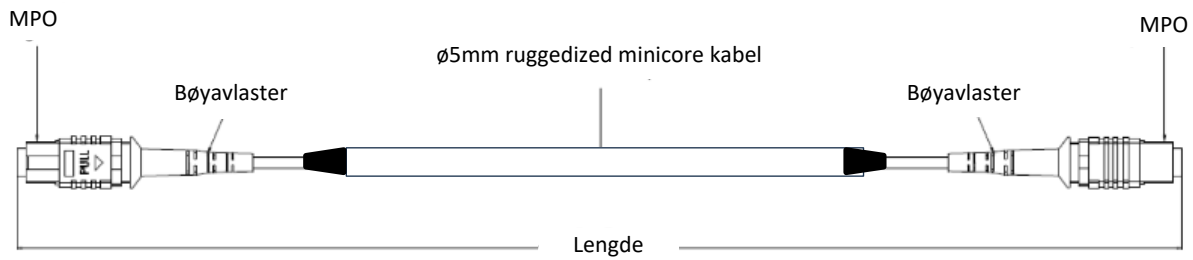 MPO
MPO
ø5mm ruggedized minicore kabel
Bøyavlaster
Bøyavlaster
PULL
Lengde